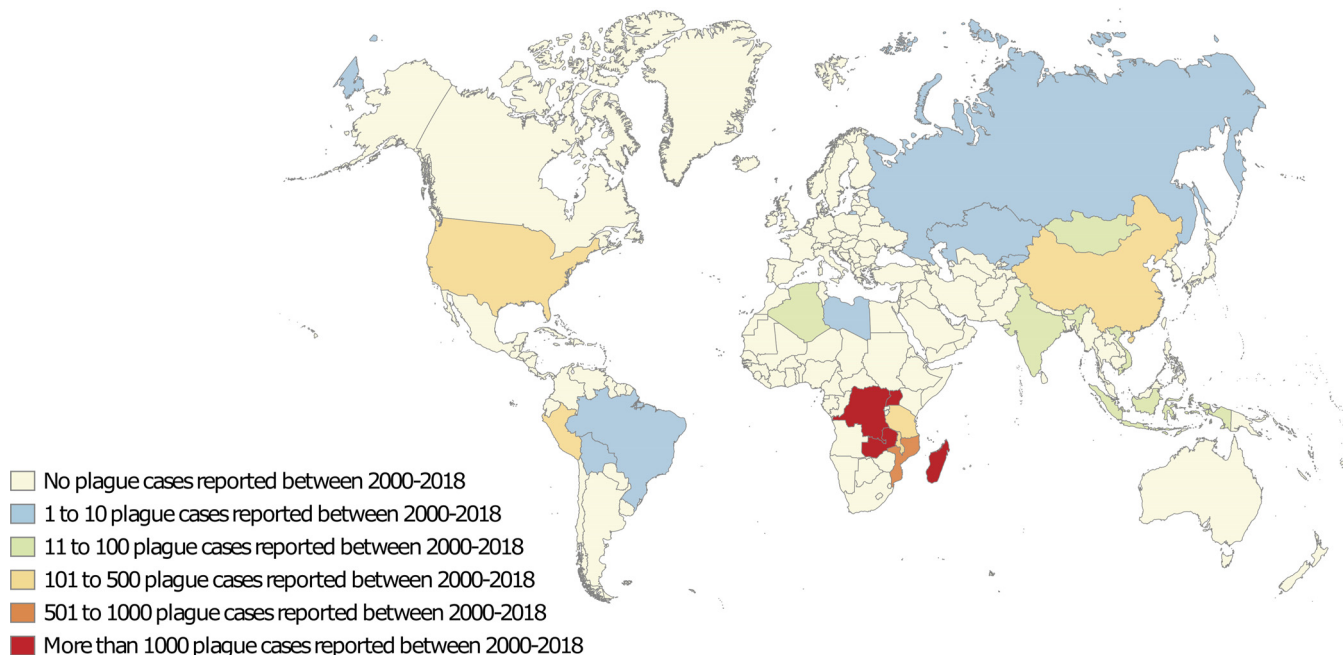 No plague cases reported between 2000-2018
1 to 10 plague cases reported between 2000-2018
11 to 100 plague cases reported between 2000-2018
101 to 500 plague cases reported between 2000-2018
501 to 1000 plague cases reported between 2000-2018
More than 1000 plague cases reported between 2000-2018